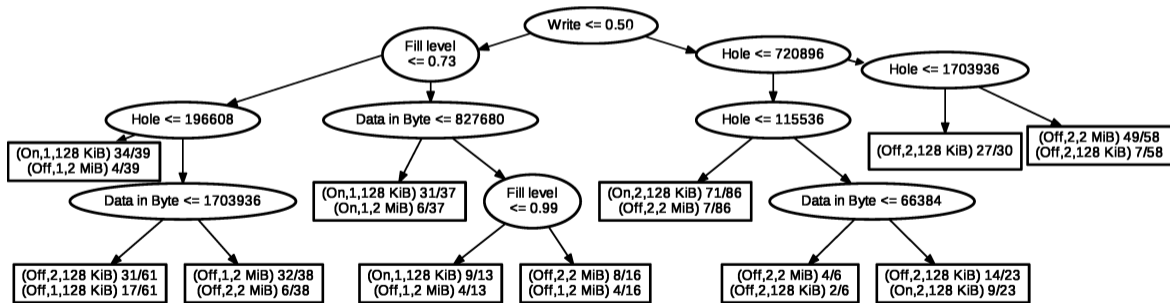 Write <= 0.50
Fill level
<= 0.73
Hole <= 720896
Hole <= 1703936
Hole <= 196608
Data in Byte <= 827680
Hole <= 115536
(On,1,128 KiB) 34/39
(Off,1,2 MiB) 4/39
(Off,2,128 KiB) 27/30
(Off,2,2 MiB) 49/58
(Off,2,128 KiB) 7/58
Data in Byte <= 1703936
(On,1,128 KiB) 31/37
(On,1,2 MiB) 6/37
Fill level
<= 0.99
(On,2,128 KiB) 71/86
(Off,2,2 MiB) 7/86
Data in Byte <= 66384
(Off,2,128 KiB) 31/61
(Off,1,128 KiB) 17/61
(Off,1,2 MiB) 32/38
(Off,2,2 MiB) 6/38
(On,1,128 KiB) 9/13
(Off,1,2 MiB) 4/13
(Off,2,2 MiB) 8/16
(Off,1,2 MiB) 4/16
(Off,2,2 MiB) 4/6
(Off,2,128 KiB) 2/6
(Off,2,128 KiB) 14/23
(On,2,128 KiB) 9/23